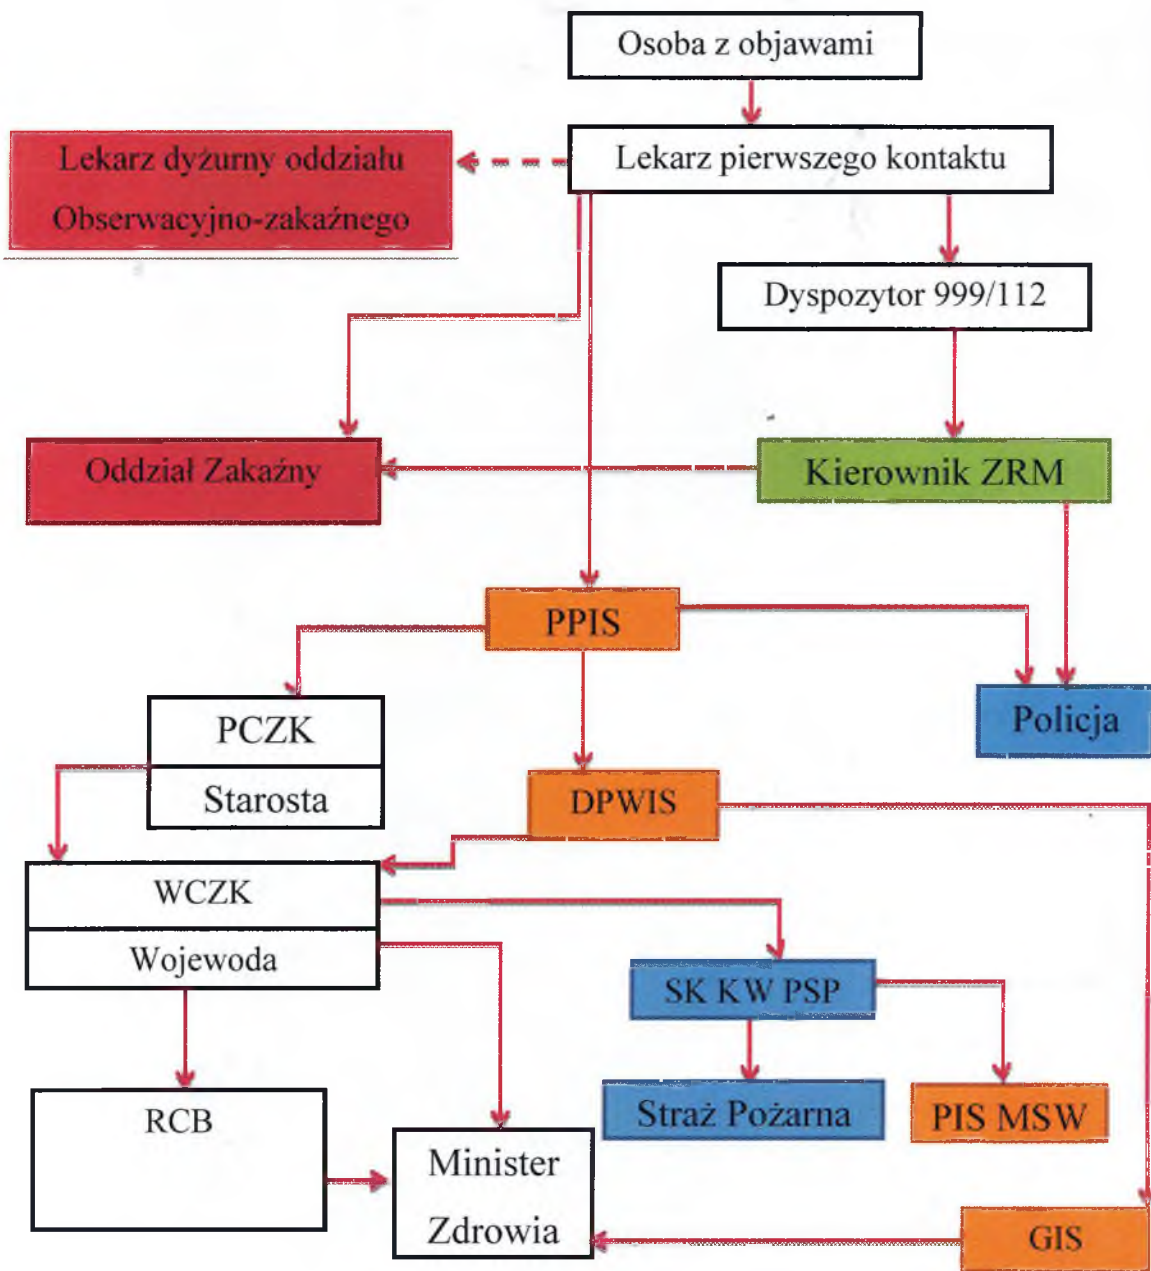 Osoba z objawami
Lekarz dyżurny oddziału
Obserwacyjno-zakaźnego
Lekarz pierwszego kontaktu
Dyspozytor 999/112
Oddział Zakaźny
Kierownik ZRM
PPIS
PCZK
Starosta
Policja
DPWIS
WCZK
Wojewoda
SK KW PSP
RCB
Straż Pożarna
PIS MSW
Minister
Zdrowia
GIS